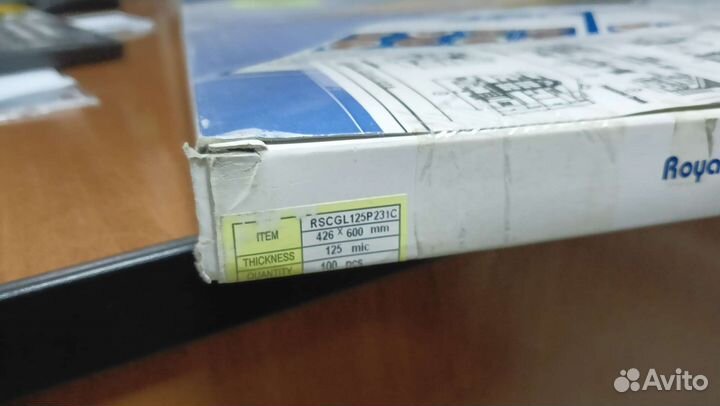 Roya
ITEM RSCGL125P231C
426 x 600 mm
THICKNESS 125 mic
QUANTITY 100 PCS
Avito